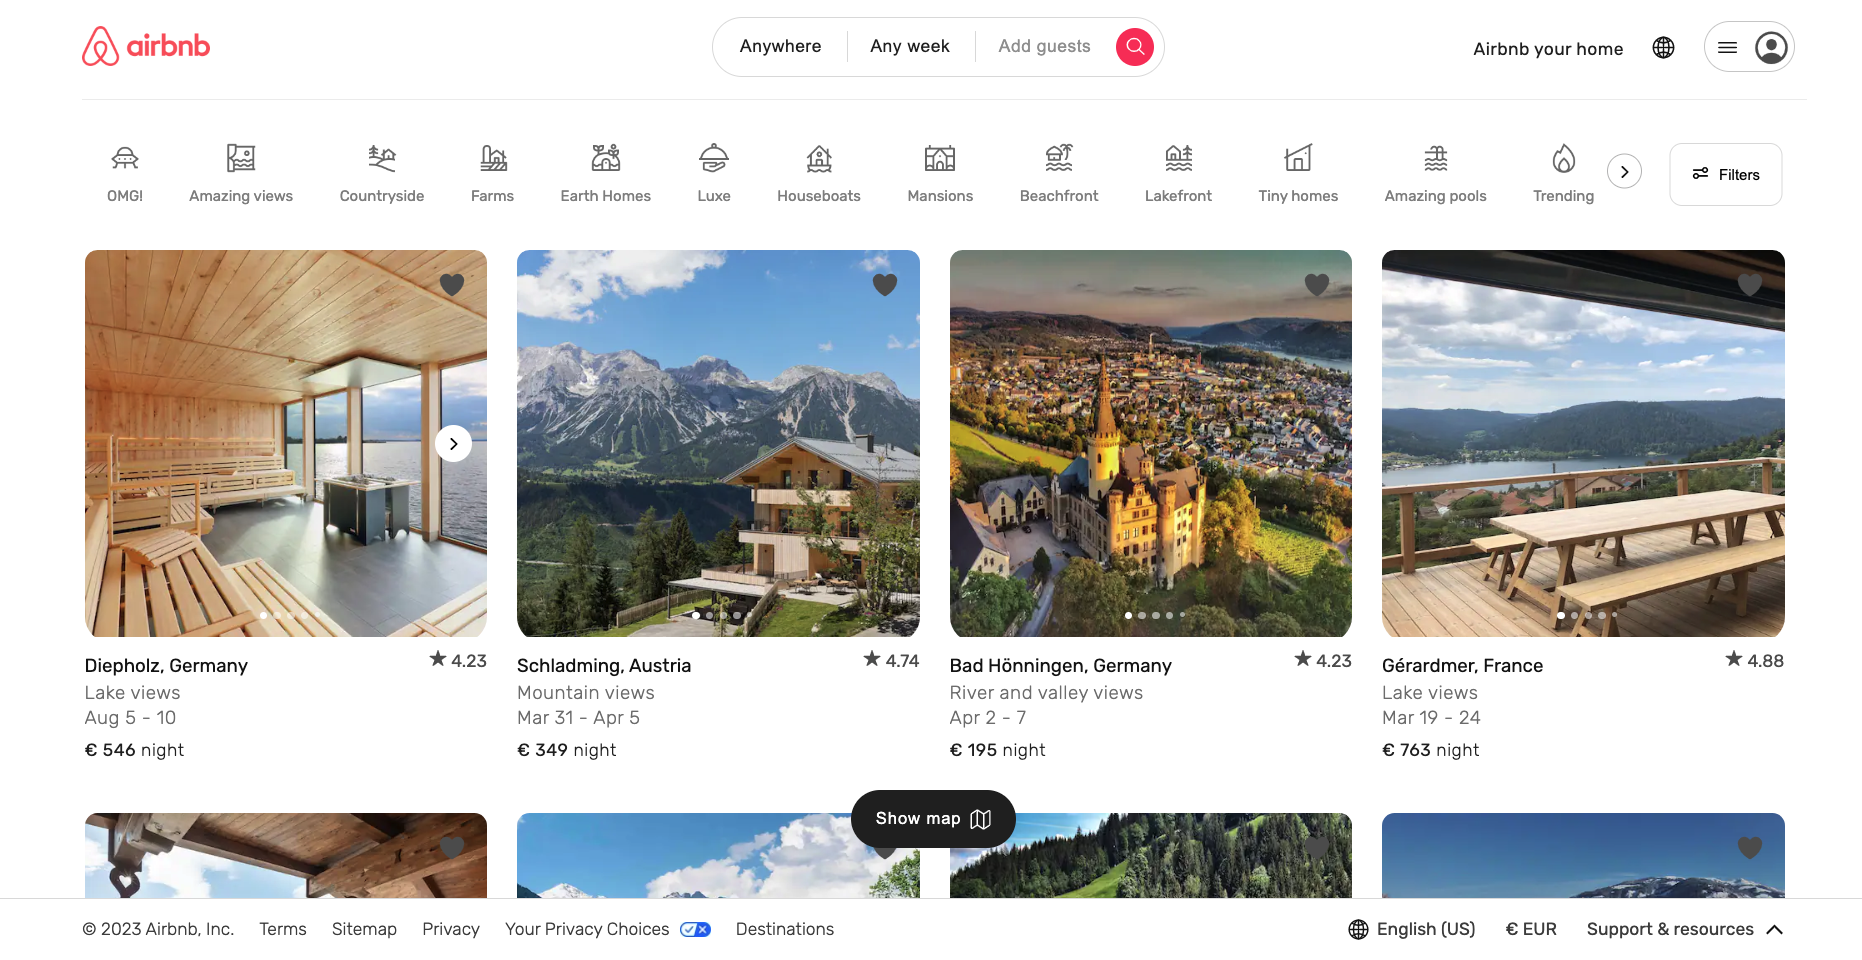 airbnb
Anywhere
Any week
Add guests
Airbnb your home
OMG!
Amazing views
Countryside
Farms
Earth Homes
Luxe
Houseboats
Mansions
Beachfront
Lakefront
Tiny homes
Amazing pools
Trending
Filters
Diepholz, Germany
4.23
Lake views
Aug 5 - 10
€ 546 night
Schladming, Austria
4.74
Mountain views
Mar 31 - Apr 5
€ 349 night
Bad Hönningen, Germany
4.23
River and valley views
Apr 2 - 7
€ 195 night
Gérardmer, France
4.88
Lake views
Mar 19 - 24
€ 763 night
Show map
© 2023 Airbnb, Inc.
Terms
Sitemap
Privacy
Your Privacy Choices
Destinations
English (US)
€ EUR
Support & resources